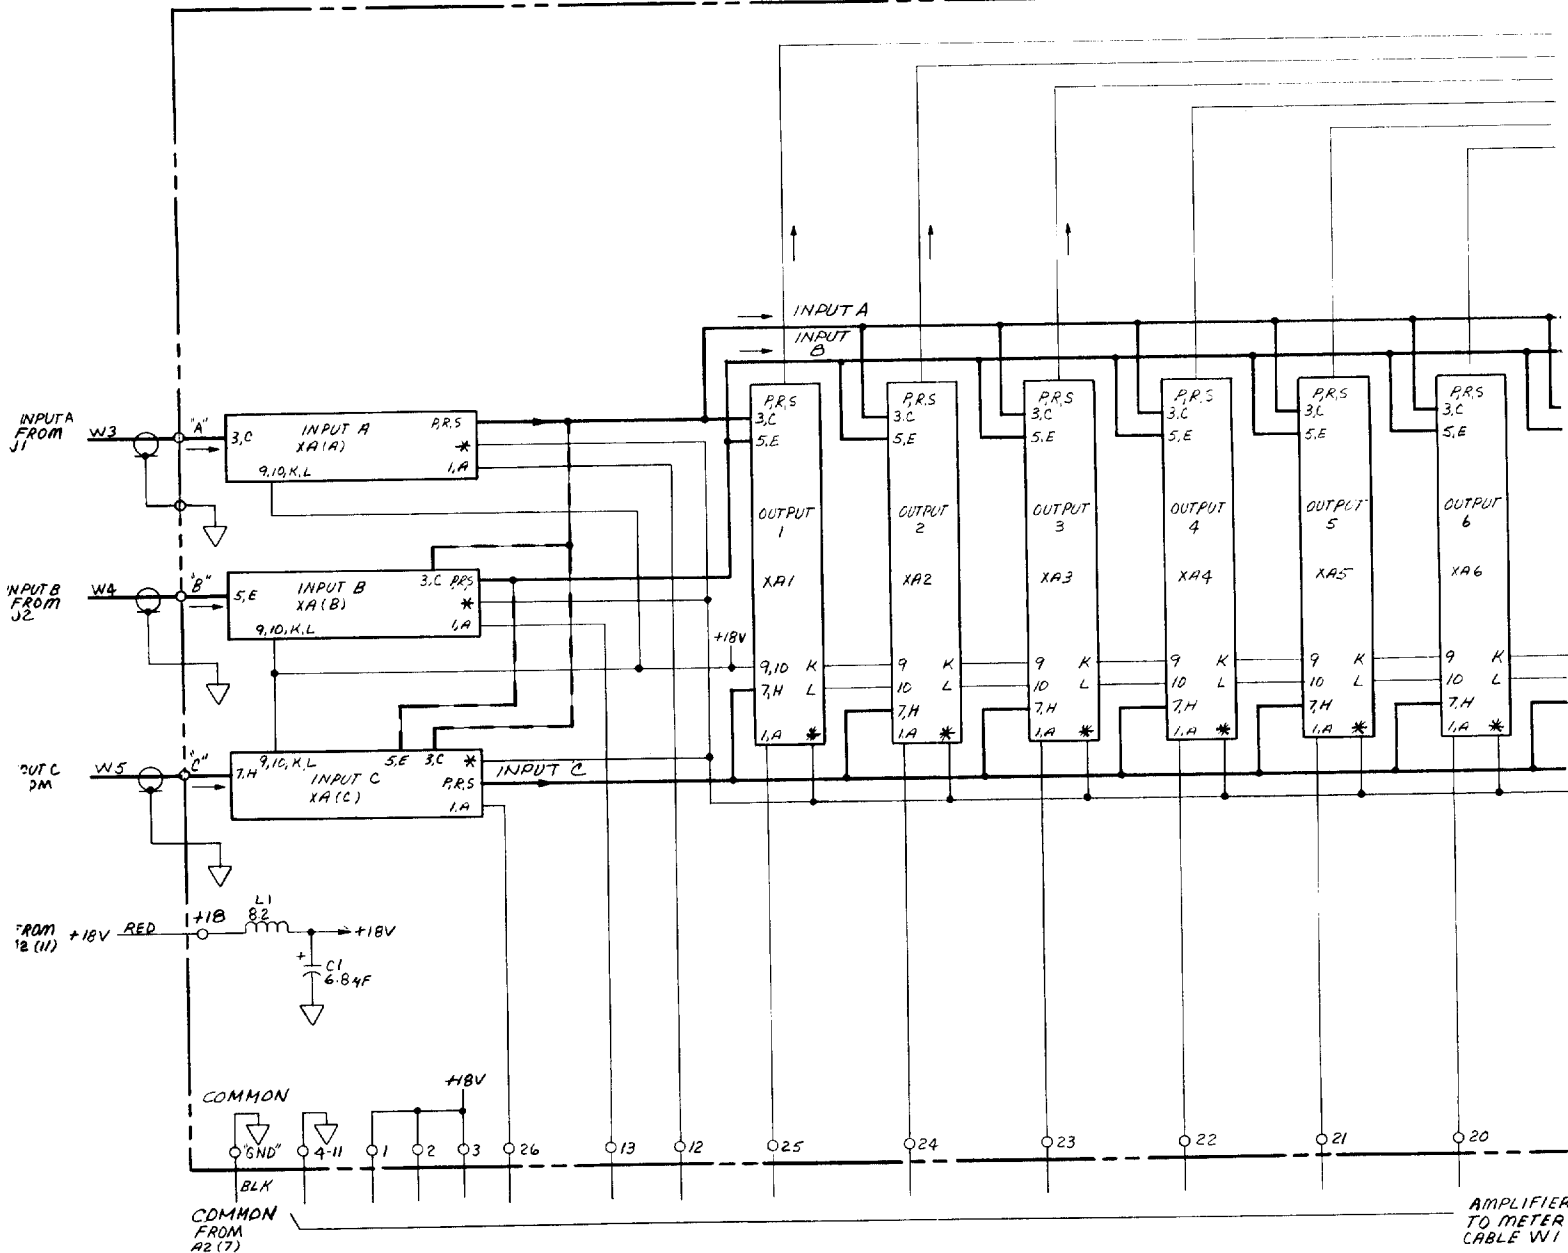 INPUT A
INPUT
B
INPUT A
FROM
J1
W3
"A"
3,C
INPUT A
XA(A)
9,10,K,L
P,R,S
*
1,A
INPUT B
FROM
J2
W4
"B"
5,E
INPUT B
XA(B)
9,10,K,L
3,C
P,R,S
*
1,A
W5
"C"
7,H
9,10,K,L
5,E
3,C
*
INPUT C
XA(C)
P,R,S
1,A
INPUT C
+18V
P,R,S
3,C
5,E
OUTPUT
1
XA1
9,10 K
7,H L
1,A *
P,R,S
3,C
5,E
OUTPUT
2
XA2
9 K
10 L
7,H
1,A *
P,R,S
3,C
5,E
OUTPUT
3
XA3
9 K
10 L
7,H
1,A *
P,R,S
3,C
5,E
OUTPUT
4
XA4
9 K
10 L
7,H
1,A *
P,R,S
3,C
5,E
OUTPUT
5
XA5
9 K
10 L
7,H
1,A *
P,R,S
3,C
5,E
OUTPUT
6
XA6
9 K
10 L
7,H
1,A *
+18V RED
+18
L1
8.2
+18V
+
C1
6.8µF
COMMON
+18V
"GND"
4-11
1
2
3
26
13
12
25
24
23
22
21
20
BLK
COMMON
FROM
A2(7)
AMPLIFIER
TO METER
CABLE W1